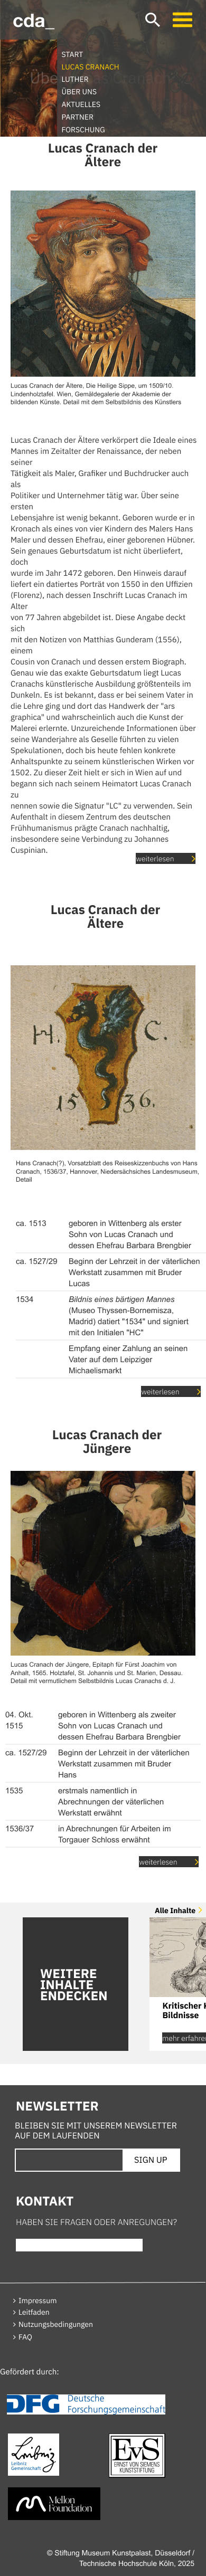 cda_
START
LUCAS CRANACH
LUTHER
ÜBER UNS
AKTUELLES
PARTNER
FORSCHUNG
Lucas Cranach der
Ältere
Lucas Cranach der Ältere, Die Heilige Sippe, um 1509/10.
Lindenholztafel. Wien, Gemäldegalerie der Akademie der
bildenden Künste. Detail mit dem Selbstbildnis des Künstlers
Lucas Cranach der Ältere verkörpert die Ideale eines
Mannes im Zeitalter der Renaissance, der neben
seiner
Tätigkeit als Maler, Grafiker und Buchdrucker auch
als
Politiker und Unternehmer tätig war. Über seine
ersten
Lebensjahre ist wenig bekannt. Geboren wurde er in
Kronach als eines von vier Kindern des Malers Hans
Maler und dessen Ehefrau, einer geborenen Hübner.
Sein genaues Geburtsdatum ist nicht überliefert,
doch
wurde im Jahr 1472 geboren. Den Hinweis darauf
liefert ein datiertes Porträt von 1550 in den Uffizien
(Florenz), nach dessen Inschrift Lucas Cranach im
Alter
von 77 Jahren abgebildet ist. Diese Angabe deckt
sich
mit den Notizen von Matthias Gunderam (1556),
einem
Cousin von Cranach und dessen erstem Biograph.
Genau wie das exakte Geburtsdatum liegt Lucas
Cranachs künstlerische Ausbildung größtenteils im
Dunkeln. Es ist bekannt, dass er bei seinem Vater in
die Lehre ging und dort das Handwerk der "ars
graphica" und wahrscheinlich auch die Kunst der
Malerei erlernte. Unzureichende Informationen über
seine Wanderjahre als Geselle führten zu vielen
Spekulationen, doch bis heute fehlen konkrete
Anhaltspunkte zu seinem künstlerischen Wirken vor
1502. Zu dieser Zeit hielt er sich in Wien auf und
begann sich nach seinem Heimatort Lucas Cranach
zu
nennen sowie die Signatur "LC" zu verwenden. Sein
Aufenthalt in diesem Zentrum des deutschen
Frühhumanismus prägte Cranach nachhaltig,
insbesondere seine Verbindung zu Johannes
Cuspinian.
weiterlesen
Lucas Cranach der
Ältere
H. C.
15 36.
Hans Cranach(?), Vorsatzblatt des Reiseskizzenbuchs von Hans
Cranach, 1536/37, Hannover, Niedersächsisches Landesmuseum,
Detail
ca. 1513 geboren in Wittenberg als erster
Sohn von Lucas Cranach und
dessen Ehefrau Barbara Brengbier
ca. 1527/29 Beginn der Lehrzeit in der väterlichen
Werkstatt zusammen mit Bruder
Lucas
1534 Bildnis eines bärtigen Mannes
(Museo Thyssen-Bornemisza,
Madrid) datiert "1534" und signiert
mit den Initialen "HC"
Empfang einer Zahlung an seinen
Vater auf dem Leipziger
Michaelismarkt
weiterlesen
Lucas Cranach der
Jüngere
Lucas Cranach der Jüngere, Epitaph für Fürst Joachim von
Anhalt, 1565. Holztafel, St. Johannis und St. Marien, Dessau.
Detail mit vermutlichem Selbstbildnis Lucas Cranachs d. J.
04. Okt. geboren in Wittenberg als zweiter
1515 Sohn von Lucas Cranach und
dessen Ehefrau Barbara Brengbier
ca. 1527/29 Beginn der Lehrzeit in der väterlichen
Werkstatt zusammen mit Bruder
Hans
1535 erstmals namentlich in
Abrechnungen der väterlichen
Werkstatt erwähnt
1536/37 in Abrechnungen für Arbeiten im
Torgauer Schloss erwähnt
weiterlesen
Alle Inhalte
WEITERE
INHALTE
ENDECKEN
Kritischer
Bildnisse
mehr erfahren
NEWSLETTER
BLEIBEN SIE MIT UNSEREM NEWSLETTER
AUF DEM LAUFENDEN
SIGN UP
KONTAKT
HABEN SIE FRAGEN ODER ANREGUNGEN?
Impressum
Leitfaden
Nutzungsbedingungen
FAQ
Gefördert durch:
DFG Deutsche
Forschungsgemeinschaft
Leibniz
Leibniz
Gemeinschaft
EvS
ERNST VON SIEMENS
KUNSTSTIFTUNG
Mellon
Foundation
© Stiftung Museum Kunstpalast, Düsseldorf /
Technische Hochschule Köln, 2025